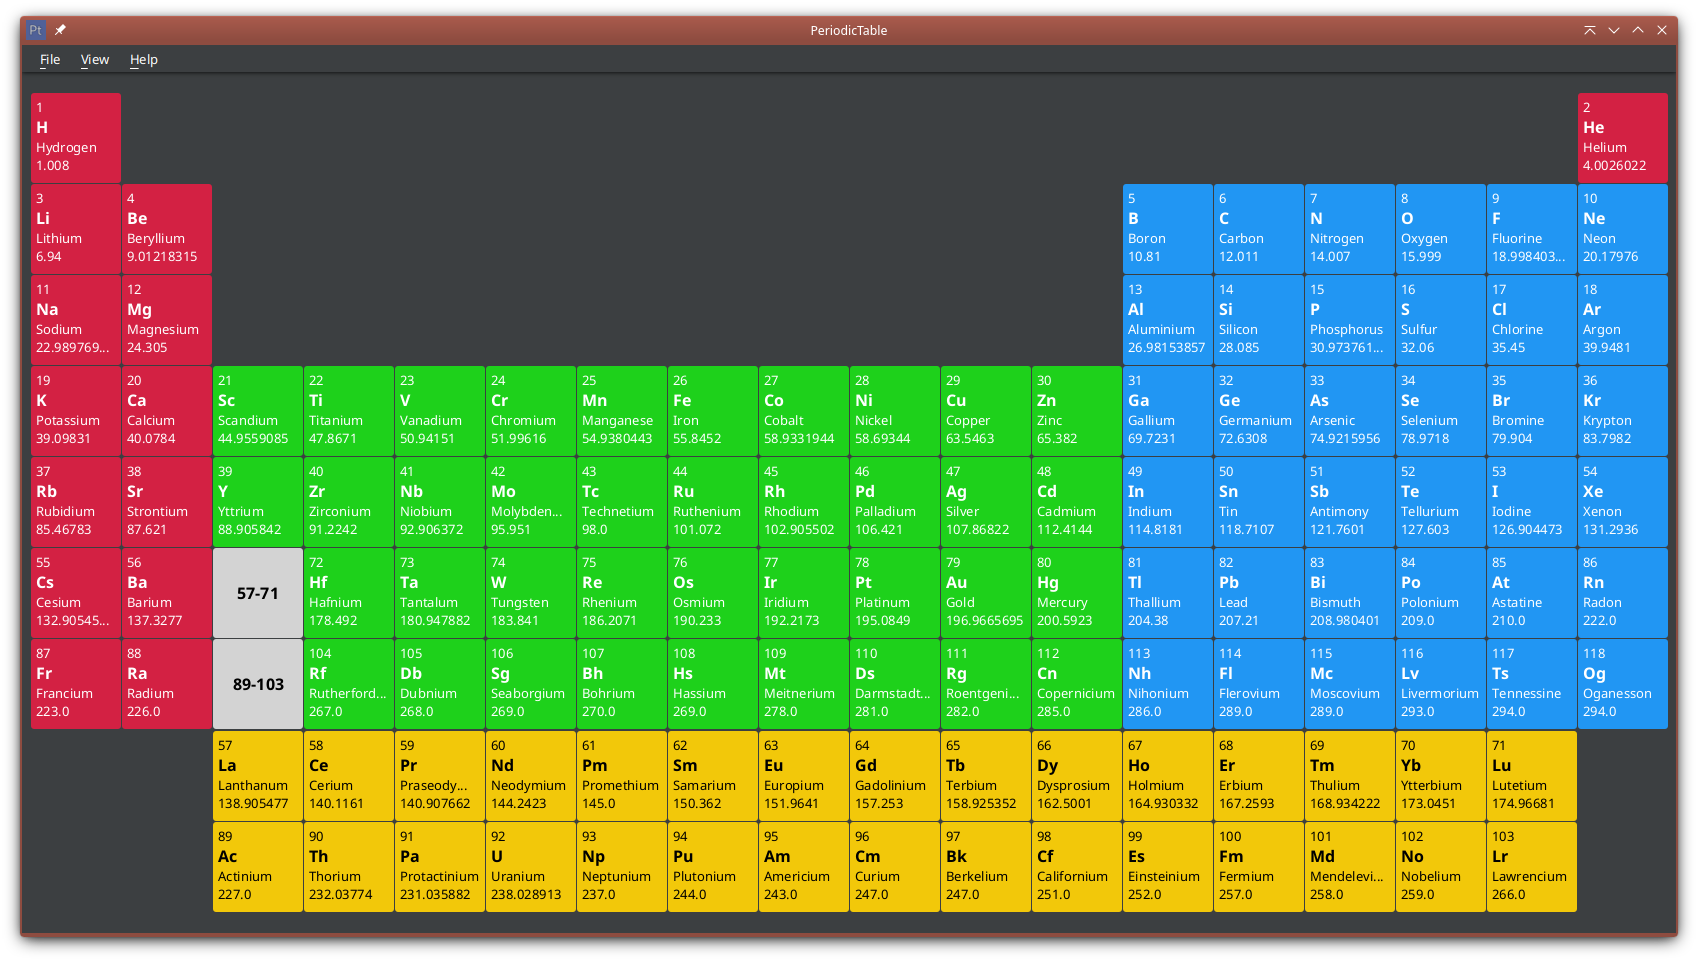 Pt
PeriodicTable
File View Help
1
H
Hydrogen
1.008
2
He
Helium
4.0026022
3
Li
Lithium
6.94
4
Be
Beryllium
9.01218315
5
B
Boron
10.81
6
C
Carbon
12.011
7
N
Nitrogen
14.007
8
O
Oxygen
15.999
9
F
Fluorine
18.998403...
10
Ne
Neon
20.17976
11
Na
Sodium
22.989769...
12
Mg
Magnesium
24.305
13
Al
Aluminium
26.98153857
14
Si
Silicon
28.085
15
P
Phosphorus
30.973761...
16
S
Sulfur
32.06
17
Cl
Chlorine
35.45
18
Ar
Argon
39.9481
19
K
Potassium
39.09831
20
Ca
Calcium
40.0784
21
Sc
Scandium
44.9559085
22
Ti
Titanium
47.8671
23
V
Vanadium
50.94151
24
Cr
Chromium
51.99616
25
Mn
Manganese
54.9380443
26
Fe
Iron
55.8452
27
Co
Cobalt
58.9331944
28
Ni
Nickel
58.69344
29
Cu
Copper
63.5463
30
Zn
Zinc
65.382
31
Ga
Gallium
69.7231
32
Ge
Germanium
72.6308
33
As
Arsenic
74.9215956
34
Se
Selenium
78.9718
35
Br
Bromine
79.904
36
Kr
Krypton
83.7982
37
Rb
Rubidium
85.46783
38
Sr
Strontium
87.621
39
Y
Yttrium
88.905842
40
Zr
Zirconium
91.2242
41
Nb
Niobium
92.906372
42
Mo
Molybden...
95.951
43
Tc
Technetium
98.0
44
Ru
Ruthenium
101.072
45
Rh
Rhodium
102.905502
46
Pd
Palladium
106.421
47
Ag
Silver
107.86822
48
Cd
Cadmium
112.4144
49
In
Indium
114.8181
50
Sn
Tin
118.7107
51
Sb
Antimony
121.7601
52
Te
Tellurium
127.603
53
I
Iodine
126.904473
54
Xe
Xenon
131.2936
55
Cs
Cesium
132.90545...
56
Ba
Barium
137.3277
57-71
72
Hf
Hafnium
178.492
73
Ta
Tantalum
180.947882
74
W
Tungsten
183.841
75
Re
Rhenium
186.2071
76
Os
Osmium
190.233
77
Ir
Iridium
192.2173
78
Pt
Platinum
195.0849
79
Au
Gold
196.9665695
80
Hg
Mercury
200.5923
81
Tl
Thallium
204.38
82
Pb
Lead
207.21
83
Bi
Bismuth
208.980401
84
Po
Polonium
209.0
85
At
Astatine
210.0
86
Rn
Radon
222.0
87
Fr
Francium
223.0
88
Ra
Radium
226.0
89-103
104
Rf
Rutherford...
267.0
105
Db
Dubnium
268.0
106
Sg
Seaborgium
269.0
107
Bh
Bohrium
270.0
108
Hs
Hassium
269.0
109
Mt
Meitnerium
278.0
110
Ds
Darmstadt...
281.0
111
Rg
Roentgeni...
282.0
112
Cn
Copernicium
285.0
113
Nh
Nihonium
286.0
114
Fl
Flerovium
289.0
115
Mc
Moscovium
289.0
116
Lv
Livermorium
293.0
117
Ts
Tennessine
294.0
118
Og
Oganesson
294.0
57
La
Lanthanum
138.905477
58
Ce
Cerium
140.1161
59
Pr
Praseody...
140.907662
60
Nd
Neodymium
144.2423
61
Pm
Promethium
145.0
62
Sm
Samarium
150.362
63
Eu
Europium
151.9641
64
Gd
Gadolinium
157.253
65
Tb
Terbium
158.925352
66
Dy
Dysprosium
162.5001
67
Ho
Holmium
164.930332
68
Er
Erbium
167.2593
69
Tm
Thulium
168.934222
70
Yb
Ytterbium
173.0451
71
Lu
Lutetium
174.96681
89
Ac
Actinium
227.0
90
Th
Thorium
232.03774
91
Pa
Protactinium
231.035882
92
U
Uranium
238.028913
93
Np
Neptunium
237.0
94
Pu
Plutonium
244.0
95
Am
Americium
243.0
96
Cm
Curium
247.0
97
Bk
Berkelium
247.0
98
Cf
Californium
251.0
99
Es
Einsteinium
252.0
100
Fm
Fermium
257.0
101
Md
Mendelevi...
258.0
102
No
Nobelium
259.0
103
Lr
Lawrencium
266.0